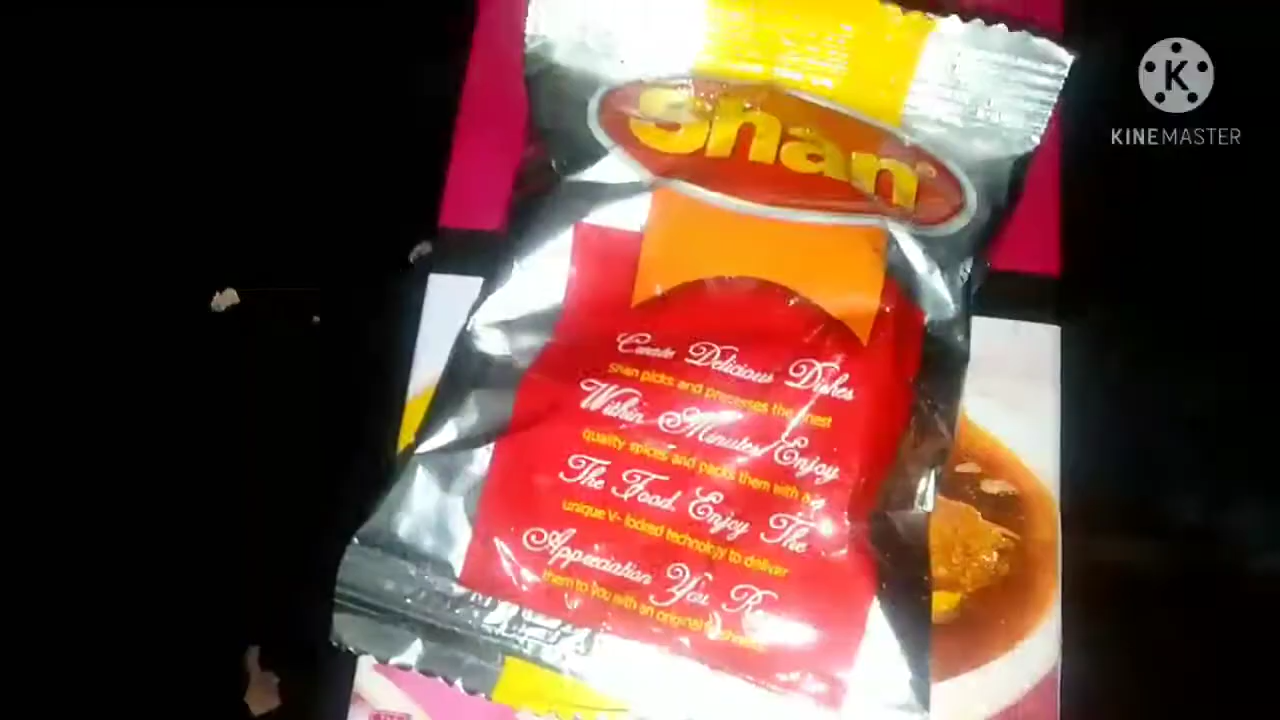 Shan
K
KINEMASTER
Create Delicious Dishes
Shan picks and processes the finest
Within Minutes Enjoy
quality spices and packs them with a
The Food. Enjoy The
unique V- locked technology to deliver
Appreciation You
them to you with an original